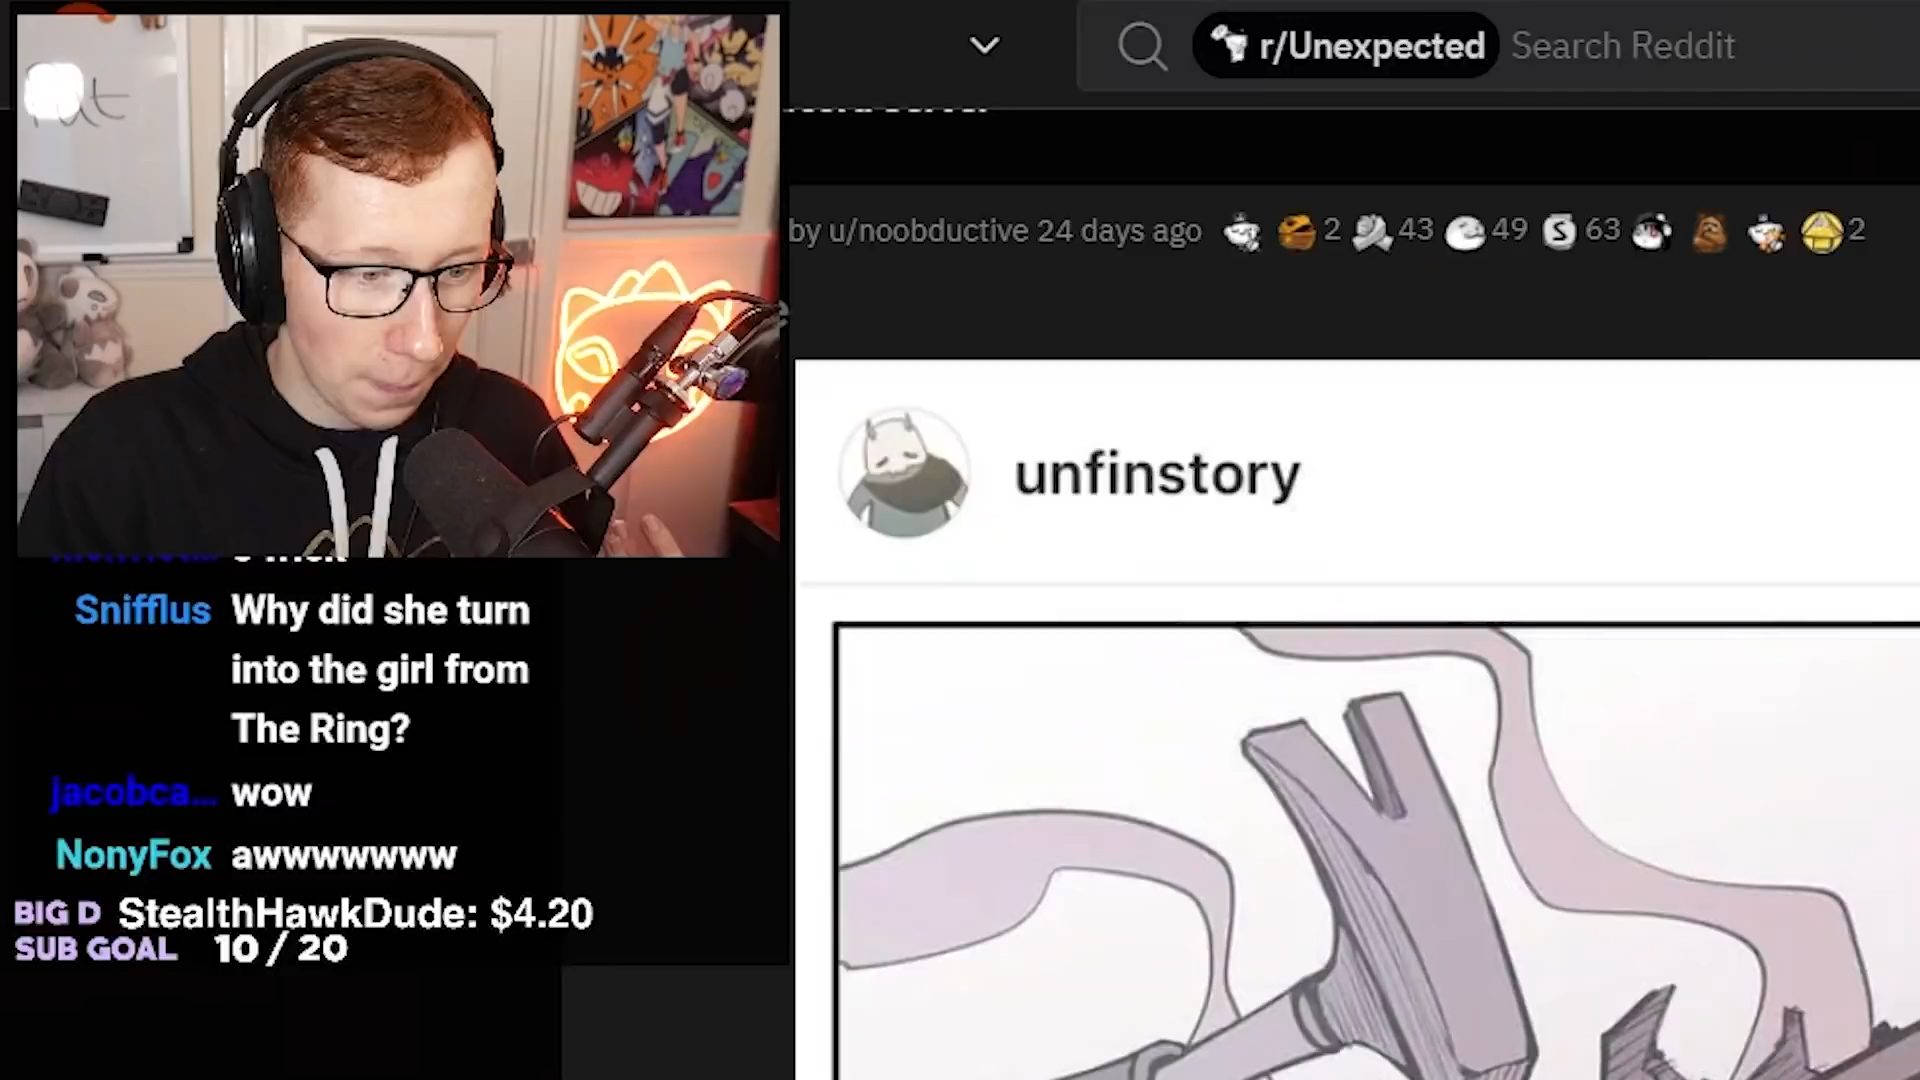 r/Unexpected Search Reddit
by u/noobductive 24 days ago 2 43 49 S 63 2
unfinstory
Snifflus Why did she turn
into the girl from
The Ring?
jacobca... wow
NonyFox awwwwwww
BIG D StealthHawkDude: $4.20
SUB GOAL 10 / 20